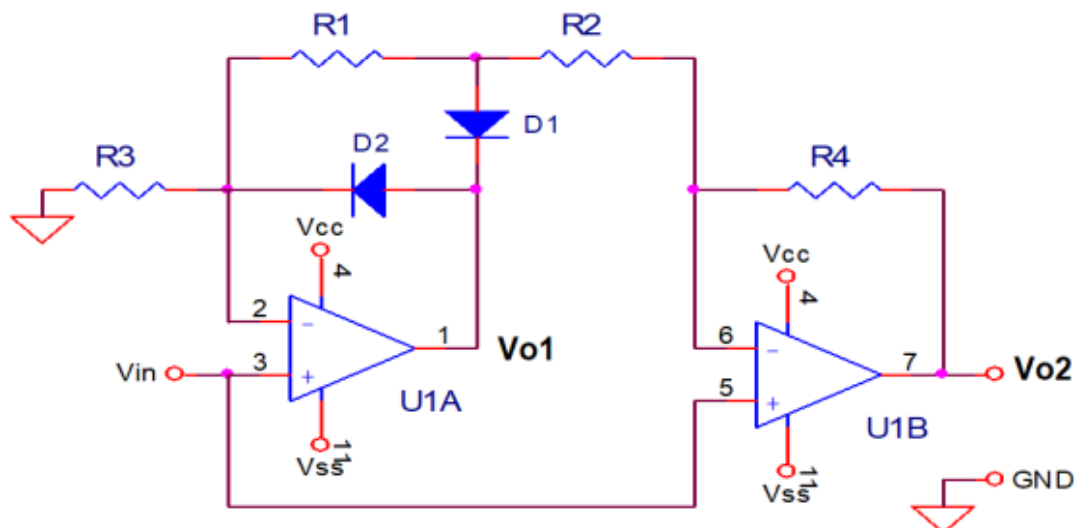 R1
R2
D1
D2
R3
R4
Vcc
4
Vcc
4
2
-
1
Vo1
6
-
7
Vo2
Vin
3
+
5
+
U1A
U1B
11
Vss
11
Vss
GND